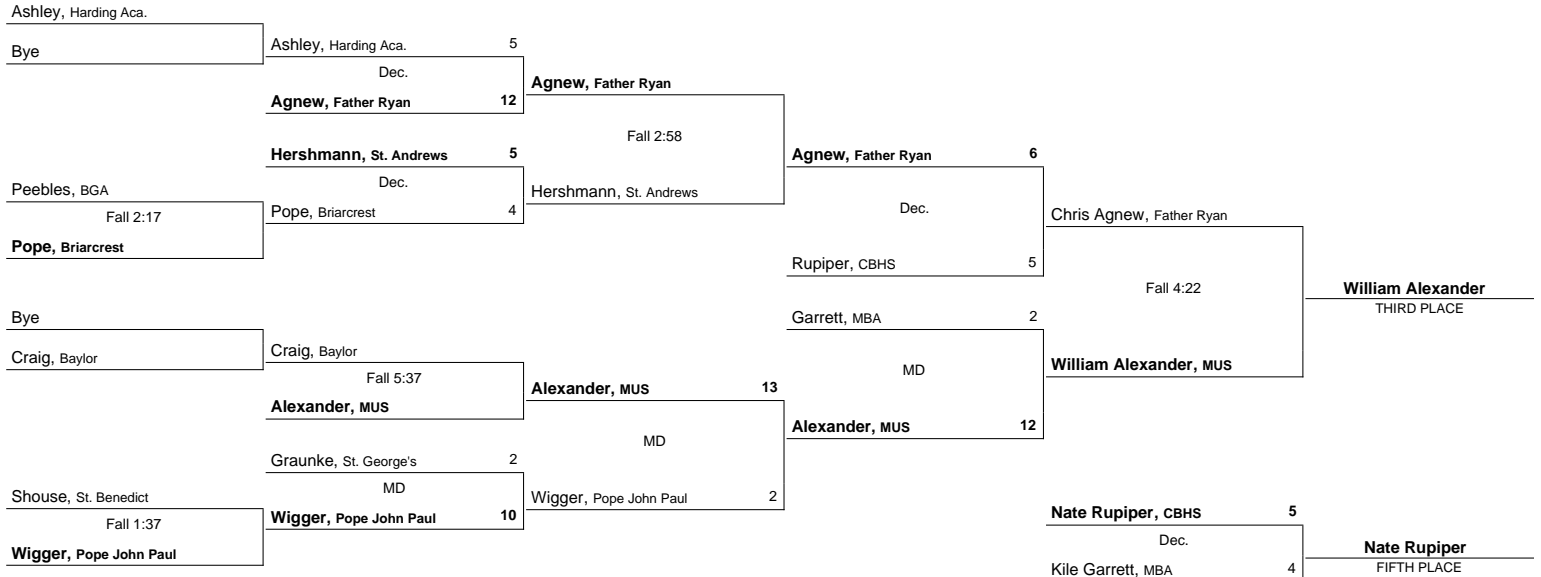 Ashley, Harding Aca.
Bye
Peebles, BGA
Fall 2:17
Pope, Briarcrest
Bye
Craig, Baylor
Shouse, St. Benedict
Fall 1:37
Wigger, Pope John Paul
Ashley, Harding Aca. 5
Dec.
Agnew, Father Ryan 12
Hershmann, St. Andrews 5
Dec.
Pope, Briarcrest 4
Craig, Baylor
Fall 5:37
Alexander, MUS
Graunke, St. George's 2
MD
Wigger, Pope John Paul 10
Agnew, Father Ryan
Fall 2:58
Hershmann, St. Andrews
Alexander, MUS 13
MD
Wigger, Pope John Paul 2
Agnew, Father Ryan 6
Dec.
Rupiper, CBHS 5
Garrett, MBA 2
MD
Alexander, MUS 12
Chris Agnew, Father Ryan
Fall 4:22
William Alexander, MUS
William Alexander
THIRD PLACE
Nate Rupiper, CBHS 5
Dec.
Kile Garrett, MBA 4
Nate Rupiper
FIFTH PLACE